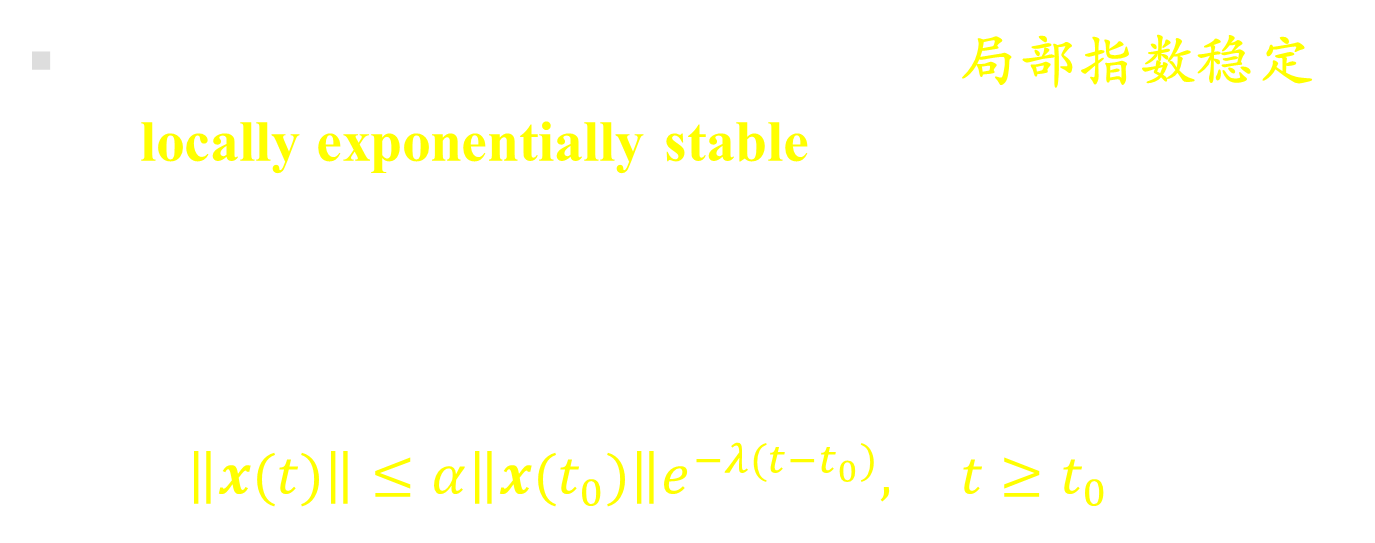 局部指数稳定
locally exponentially stable
‖𝒙(t)‖ ≤ α‖𝒙(t₀)‖e^{−λ(t−t₀)}, t ≥ t₀